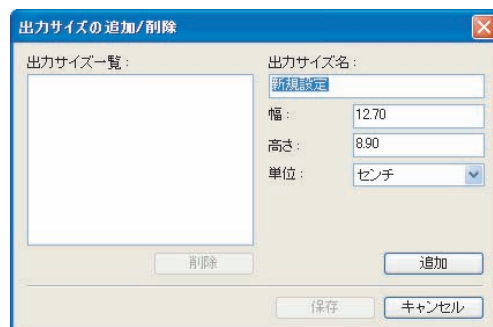 出力サイズの追加/削除
出力サイズ一覧:
出力サイズ名:
新規設定
幅: 12.70
高さ: 8.90
単位: センチ
削除
追加
保存
キャンセル